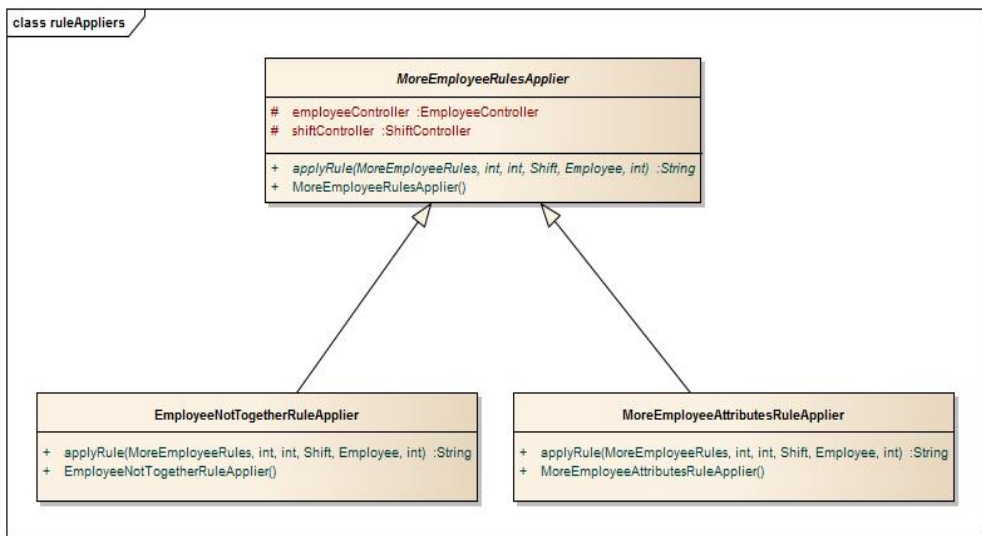 class ruleAppliers
MoreEmployeeRulesApplier
# employeeController :EmployeeController
# shiftController :ShiftController
+ applyRule(MoreEmployeeRules, int, int, Shift, Employee, int) :String
+ MoreEmployeeRulesApplier()
EmployeeNotTogetherRuleApplier
+ applyRule(MoreEmployeeRules, int, int, Shift, Employee, int) :String
+ EmployeeNotTogetherRuleApplier()
MoreEmployeeAttributesRuleApplier
+ applyRule(MoreEmployeeRules, int, int, Shift, Employee, int) :String
+ MoreEmployeeAttributesRuleApplier()